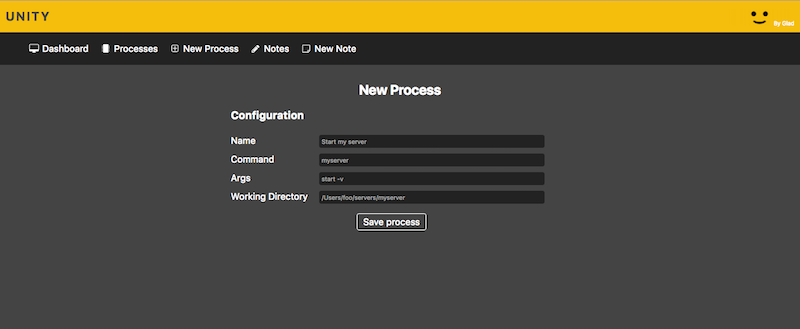 UNITY
By Glad
Dashboard Processes New Process Notes New Note
New Process
Configuration
Name Start my server
Command myserver
Args start -v
Working Directory /Users/foo/servers/myserver
Save process